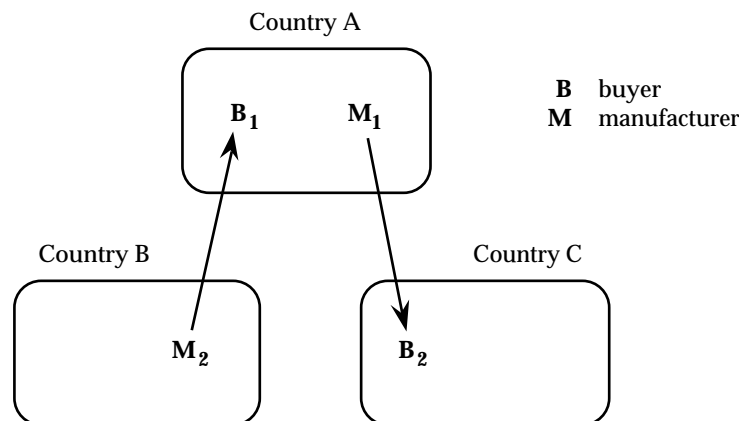 Country A
B buyer
M manufacturer
B1 M1
Country B Country C
M2 B2